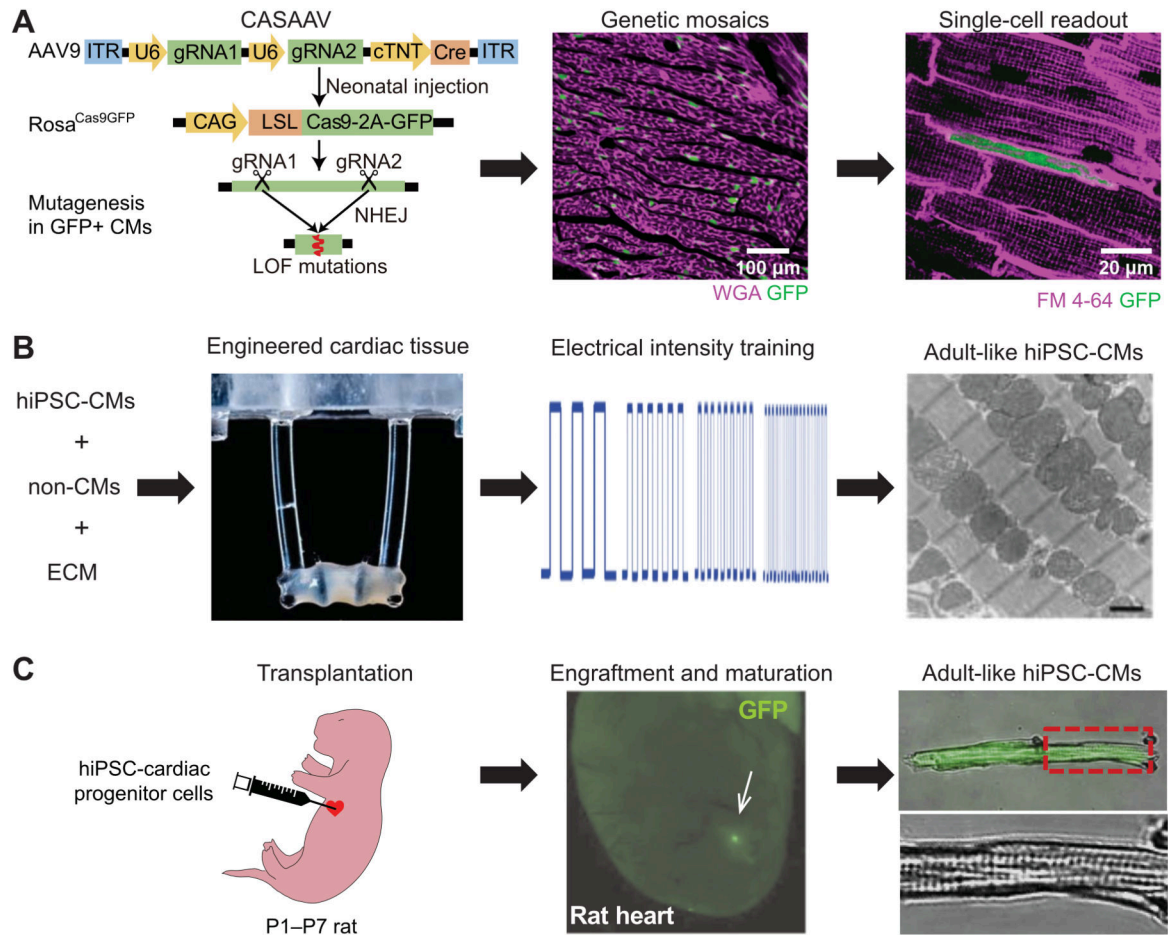 A
CASAAV
AAV9 ITR U6 gRNA1 U6 gRNA2 cTNT Cre ITR
Neonatal injection
RosaCas9GFP
CAG LSL Cas9-2A-GFP
gRNA1 gRNA2
Mutagenesis
in GFP+ CMs
NHEJ
LOF mutations
Genetic mosaics
100 µm
WGA GFP
Single-cell readout
20 µm
FM 4-64 GFP
B
hiPSC-CMs
+
non-CMs
+
ECM
Engineered cardiac tissue
Electrical intensity training
Adult-like hiPSC-CMs
C
hiPSC-cardiac
progenitor cells
Transplantation
P1–P7 rat
Engraftment and maturation
GFP
Rat heart
Adult-like hiPSC-CMs